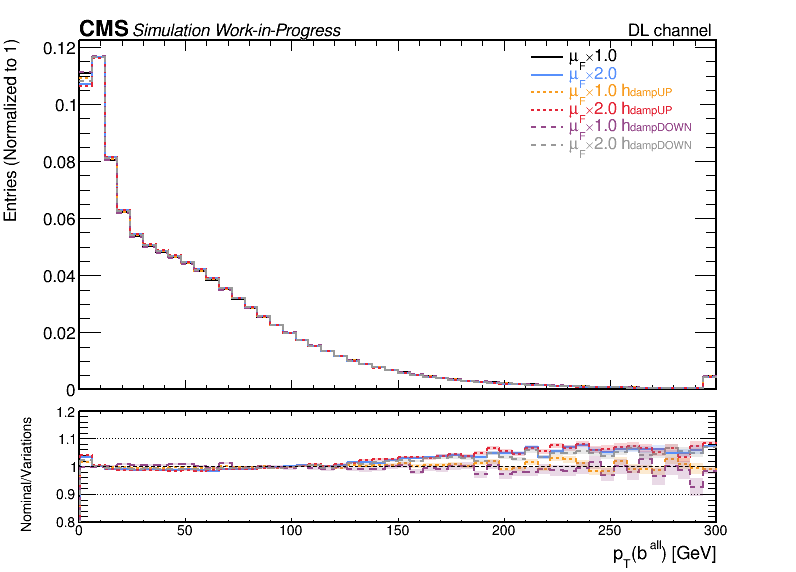 CMS Simulation Work-in-Progress
DL channel
Entries (Normalized to 1)
0.12
0.1
0.08
0.06
0.04
0.02
0
μF×1.0
μF×2.0
μF×1.0 hdampUP
μF×2.0 hdampUP
μF×1.0 hdampDOWN
μF×2.0 hdampDOWN
Nominal/Variations
1.2
1.1
1
0.9
0.8
0 50 100 150 200 250 300
pT(b all) [GeV]